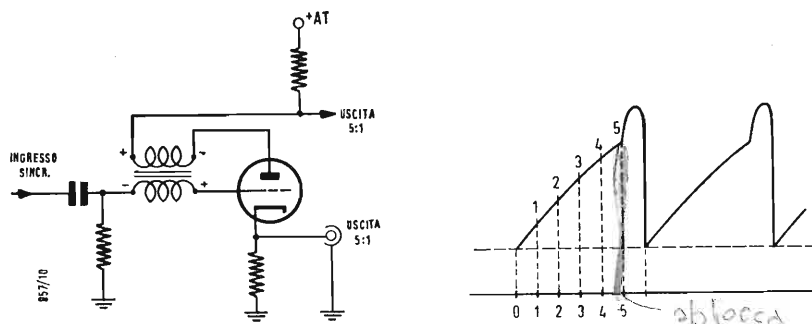 +AT
USCITA
5:1
INGRESSO
SINCR.
+ -
- +
USCITA
5:1
857/10
1 2 3 4 5
0 1 2 3 4 5